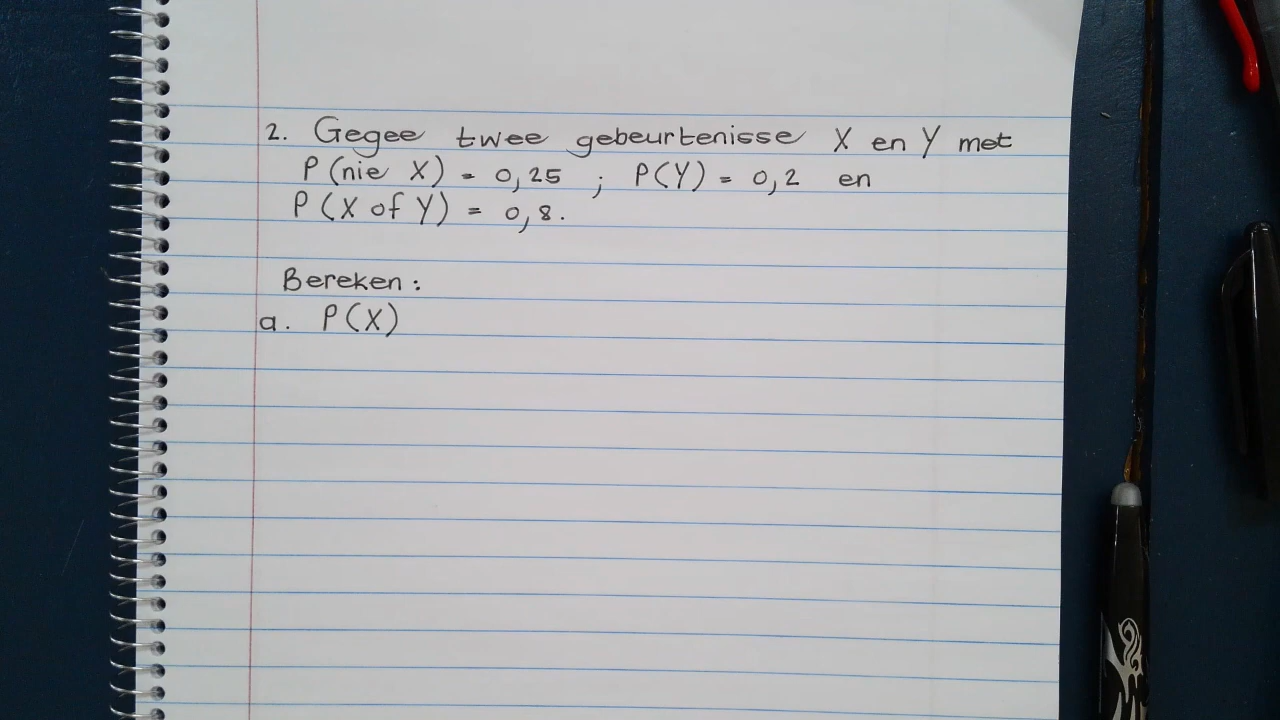 2. Gegee twee gebeurtenisse X en Y met
P(nie X) = 0,25 ; P(Y) = 0,2 en
P(X of Y) = 0,8.
Bereken:
a. P(X)